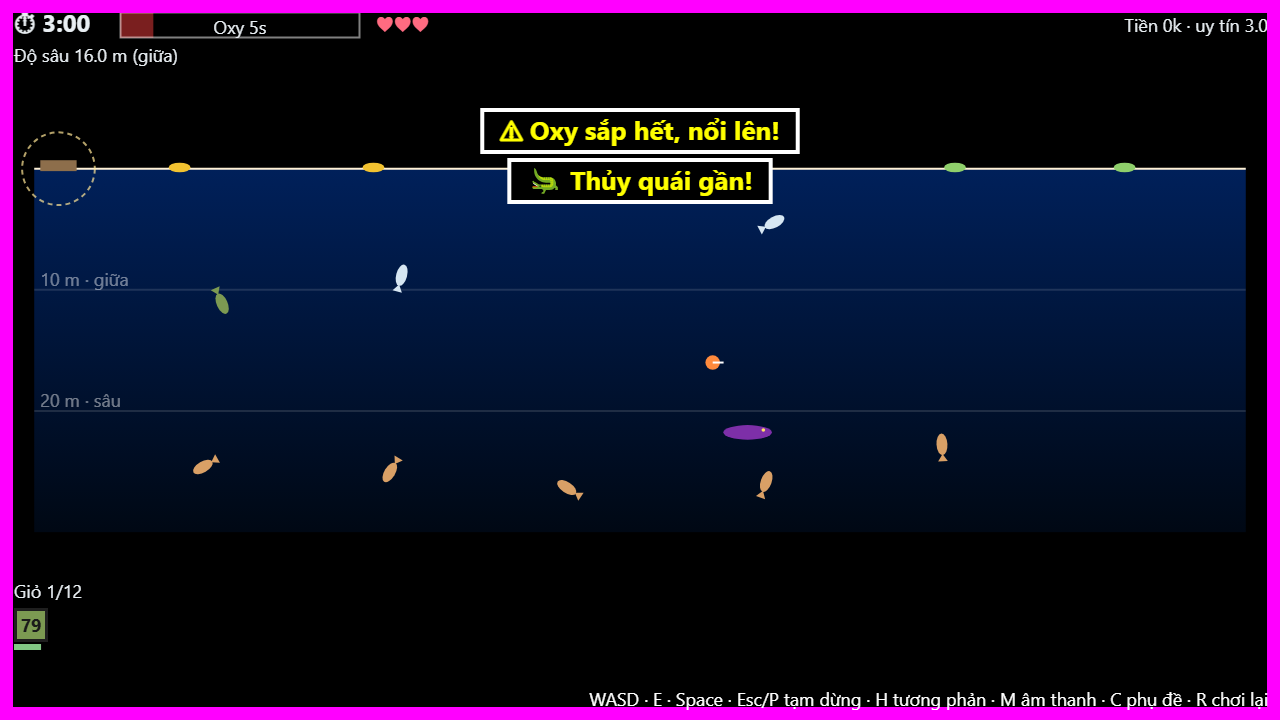 ⏱ 3:00
Oxy 5s
Tiền 0k · uy tín 3.0
Độ sâu 16.0 m (giữa)
⚠ Oxy sắp hết, nổi lên!
🐊 Thủy quái gần!
10 m · giữa
20 m · sâu
Giỏ 1/12
79
WASD · E · Space · Esc/P tạm dừng · H tương phản · M âm thanh · C phụ đề · R chơi lại